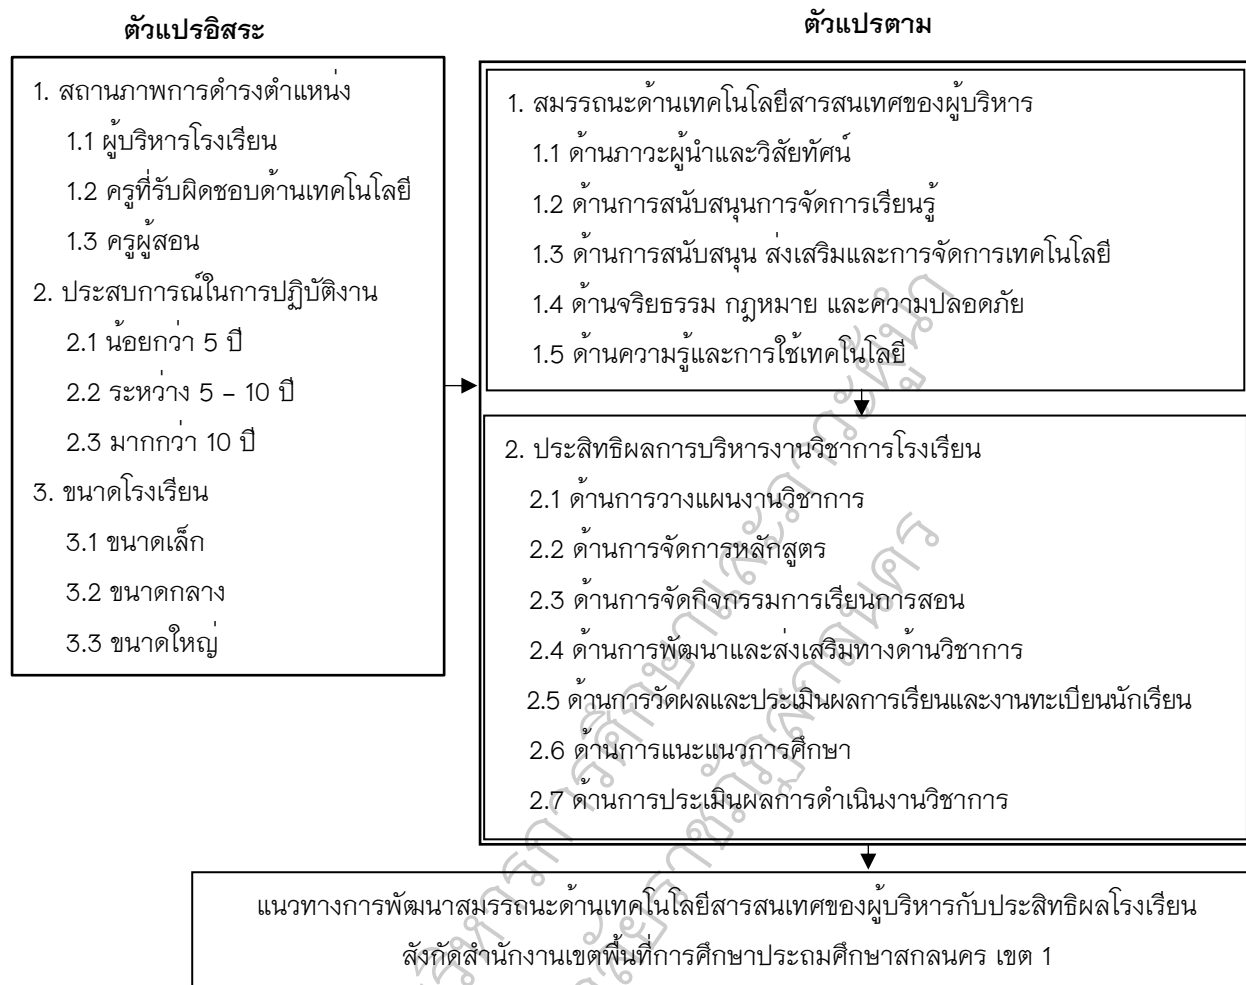 ตัวแปรอิสระ
1. สถานภาพการดำรงตำแหน่ง
1.1 ผู้บริหารโรงเรียน
1.2 ครูที่รับผิดชอบด้านเทคโนโลยี
1.3 ครูผู้สอน
2. ประสบการณ์ในการปฏิบัติงาน
2.1 น้อยกว่า 5 ปี
2.2 ระหว่าง 5 – 10 ปี
2.3 มากกว่า 10 ปี
3. ขนาดโรงเรียน
3.1 ขนาดเล็ก
3.2 ขนาดกลาง
3.3 ขนาดใหญ่
ตัวแปรตาม
1. สมรรถนะด้านเทคโนโลยีสารสนเทศของผู้บริหาร
1.1 ด้านภาวะผู้นำและวิสัยทัศน์
1.2 ด้านการสนับสนุนการจัดการเรียนรู้
1.3 ด้านการสนับสนุน ส่งเสริมและการจัดการเทคโนโลยี
1.4 ด้านจริยธรรม กฎหมาย และความปลอดภัย
1.5 ด้านความรู้และการใช้เทคโนโลยี
2. ประสิทธิผลการบริหารงานวิชาการโรงเรียน
2.1 ด้านการวางแผนงานวิชาการ
2.2 ด้านการจัดการหลักสูตร
2.3 ด้านการจัดกิจกรรมการเรียนการสอน
2.4 ด้านการพัฒนาและส่งเสริมทางด้านวิชาการ
2.5 ด้านการวัดผลและประเมินผลการเรียนและงานทะเบียนนักเรียน
2.6 ด้านการแนะแนวการศึกษา
2.7 ด้านการประเมินผลการดำเนินงานวิชาการ
แนวทางการพัฒนาสมรรถนะด้านเทคโนโลยีสารสนเทศของผู้บริหารกับประสิทธิผลโรงเรียน
สังกัดสำนักงานเขตพื้นที่การศึกษาประถมศึกษาสกลนคร เขต 1